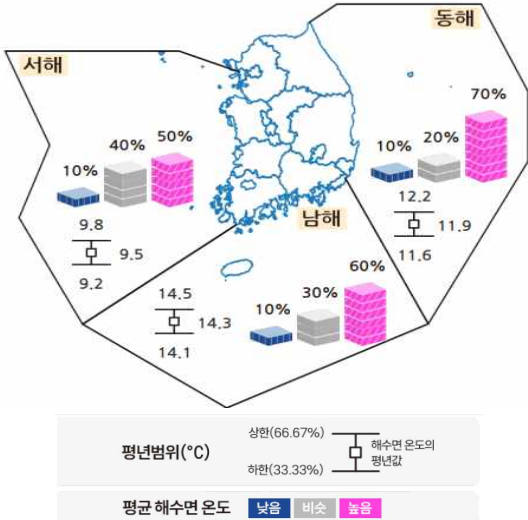 동해
서해
70%
50%
40%
10%
10%
20%
12.2
11.9
11.6
9.8
9.5
9.2
남해
60%
30%
10%
14.5
14.3
14.1
평년범위(°C)
상한(66.67%)
하한(33.33%)
해수면 온도의
평년값
평균 해수면 온도 낮음 비슷 높음